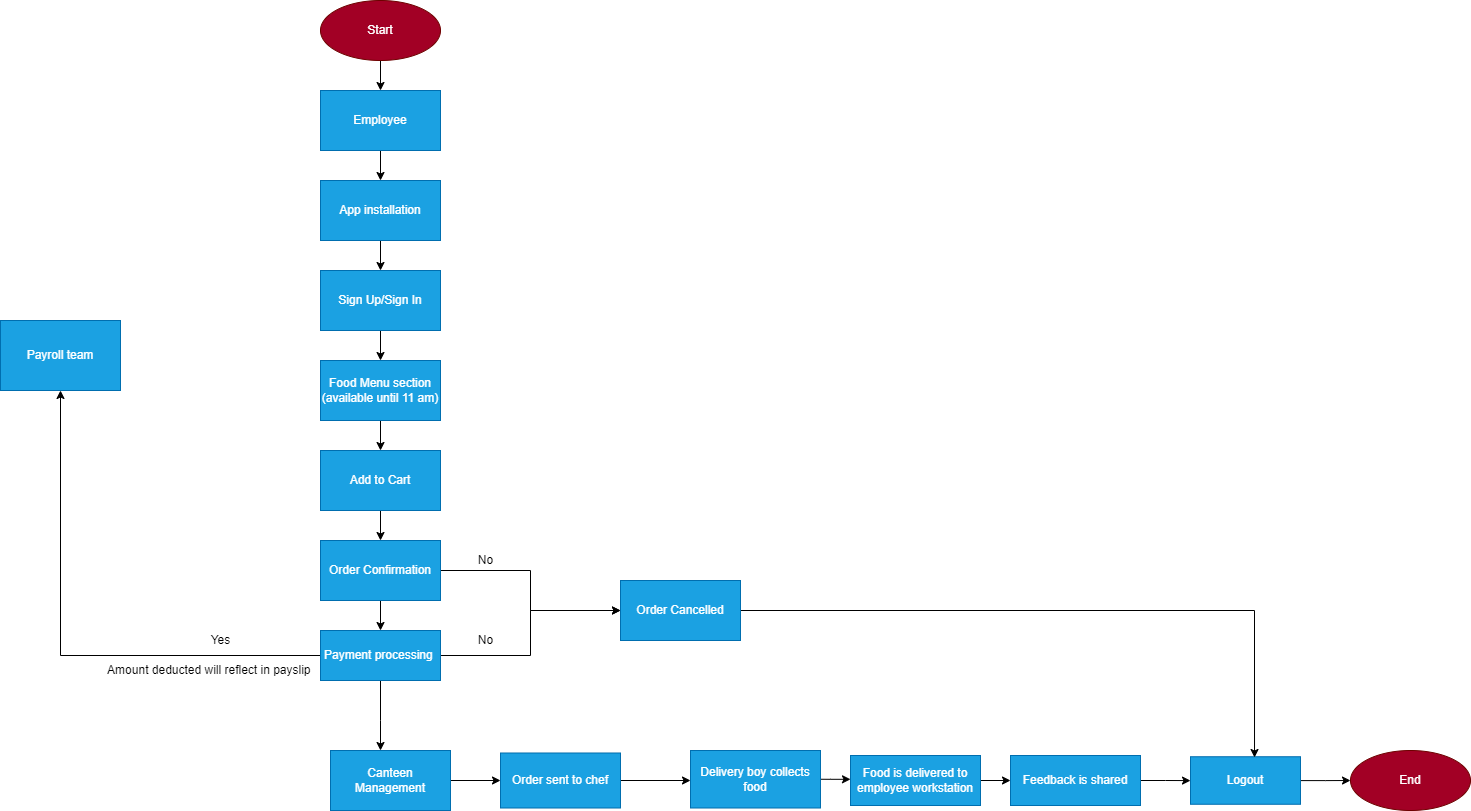 Start
Employee
App installation
Sign Up/Sign In
Payroll team
Food Menu section
(available until 11 am)
Add to Cart
Order Confirmation
No
Order Cancelled
Yes
No
Payment processing
Amount deducted will reflect in payslip
Canteen
Management
Order sent to chef
Delivery boy collects
food
Food is delivered to
employee workstation
Feedback is shared
Logout
End